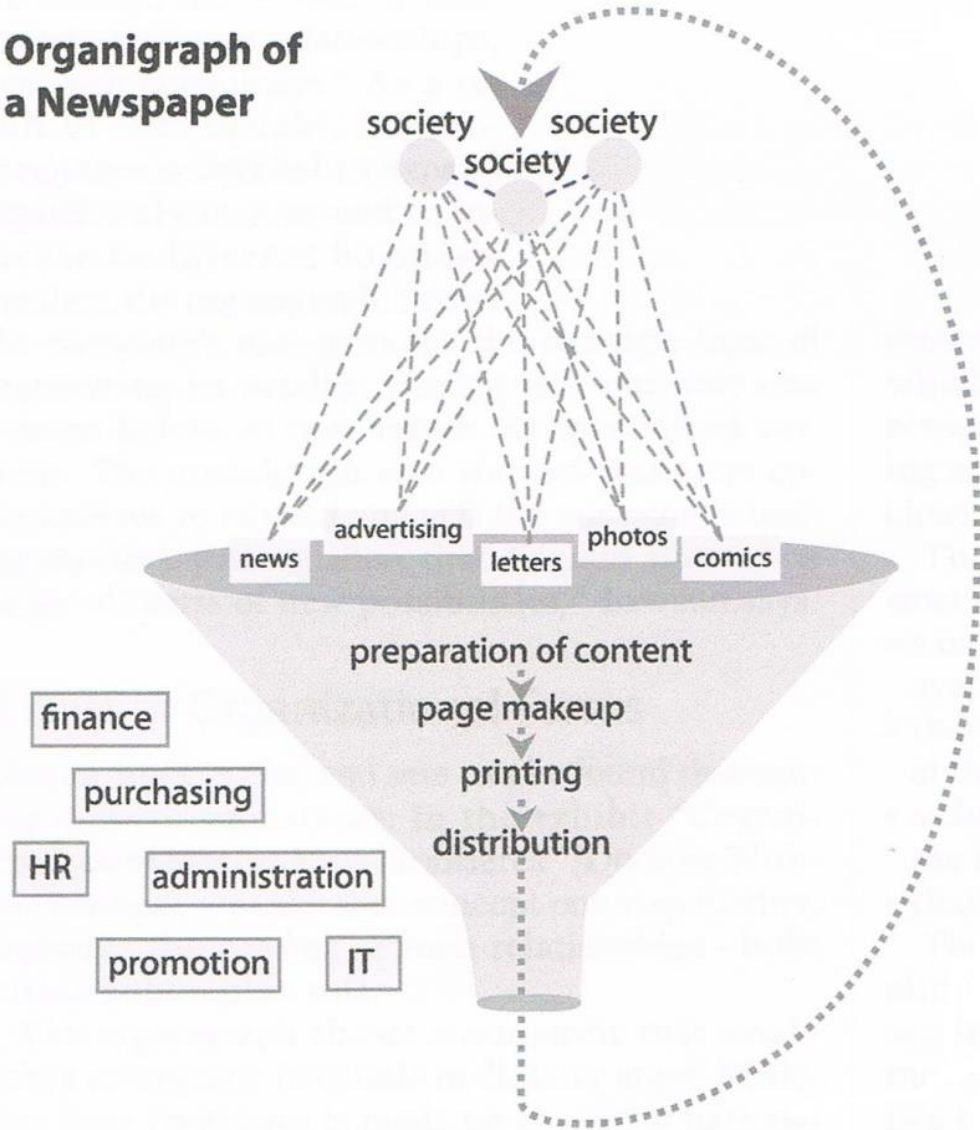 Organigraph of
a Newspaper
society
society
society
news
advertising
letters
photos
comics
preparation of content
page makeup
printing
distribution
finance
purchasing
HR
administration
promotion
IT